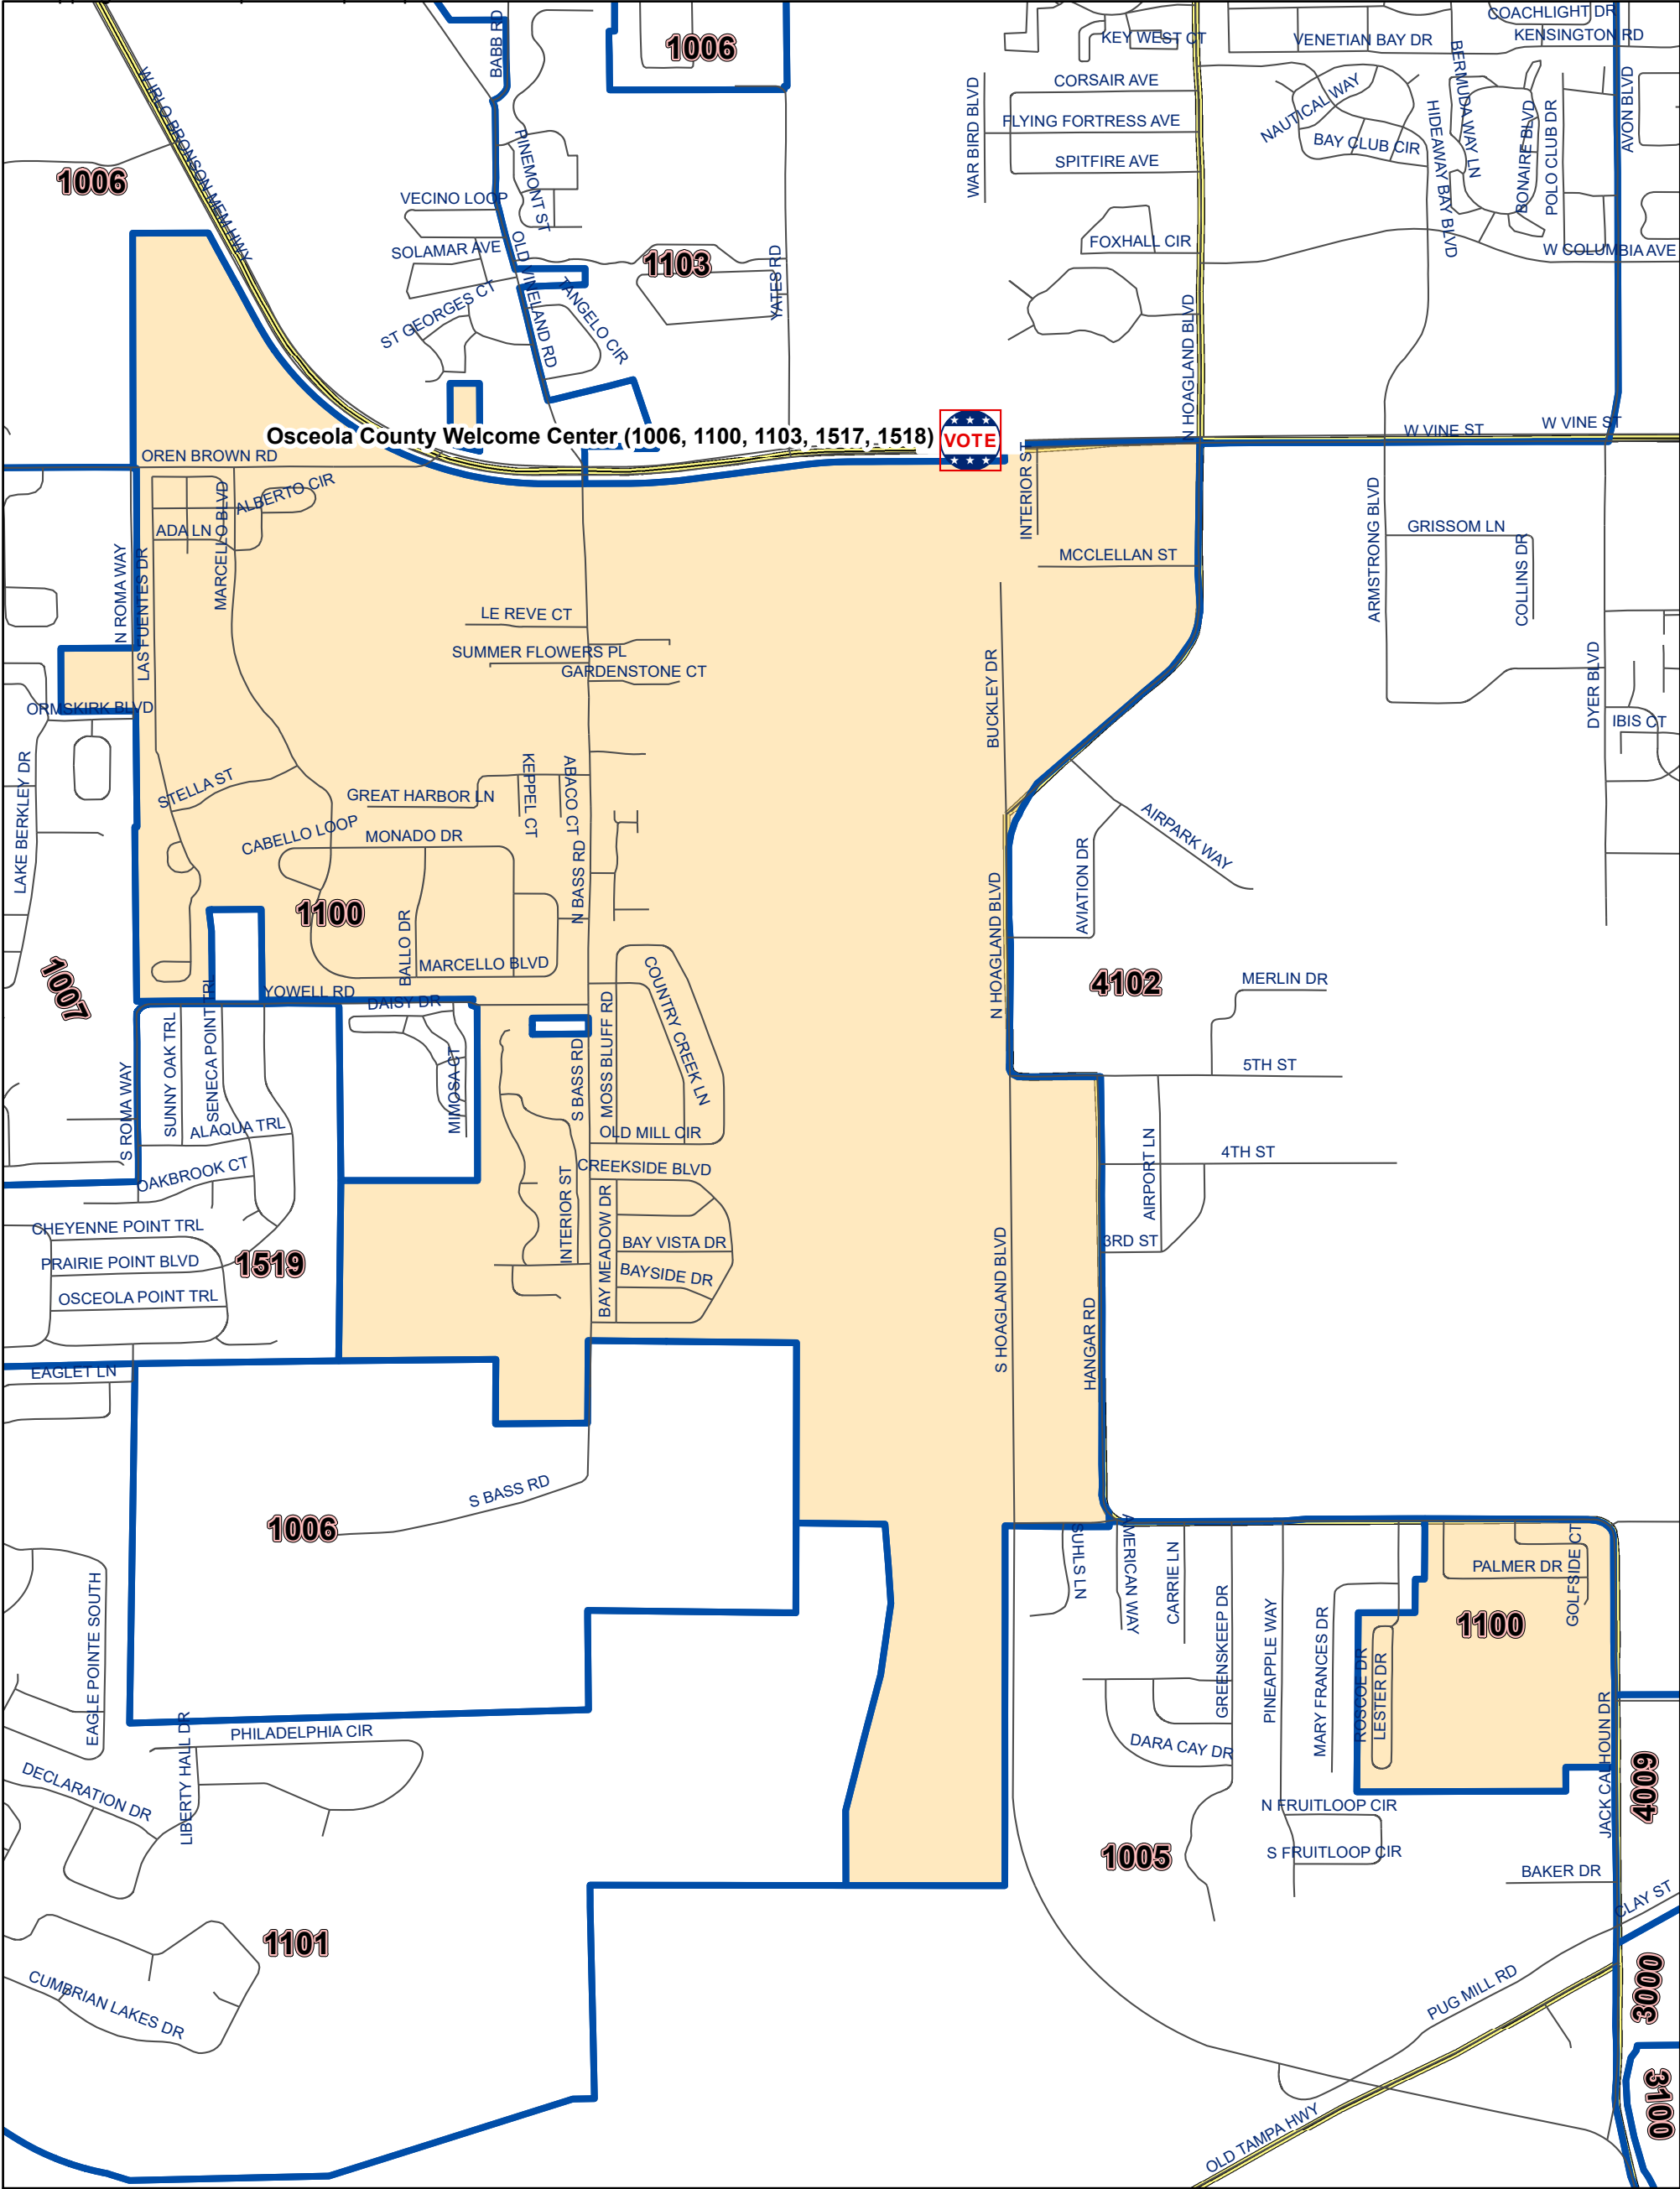 COACHLIGHT DR
KENSINGTON RD
KEY WEST CT
VENETIAN BAY DR
BABB RD
1006
BERMUDA WAY LN
AVON BLVD
W IRLO BRONSON MEM HWY
CORSAIR AVE
NAUTICAL WAY
WAR BIRD BLVD
FLYING FORTRESS AVE
HIDEAWAY BAY BLVD
BONAIRE BLVD
POLO CLUB DR
BAY CLUB CIR
SPITFIRE AVE
1006
PINEMONT ST
VECINO LOOP
SOLAMAR AVE
OLD VINELAND RD
1103
YATES RD
FOXHALL CIR
W COLUMBIA AVE
ST GEORGES CT
TANGELO CIR
N HOAGLAND BLVD
Osceola County Welcome Center (1006, 1100, 1103, 1517, 1518)
VOTE
W VINE ST
W VINE ST
OREN BROWN RD
INTERIOR ST
ALBERTO CIR
ADA LN
MARCELLO BLVD
N ROMA WAY
LAS FUENTES DR
MCCLELLAN ST
ARMSTRONG BLVD
GRISSOM LN
COLLINS DR
LE REVE CT
SUMMER FLOWERS PL
GARDENSTONE CT
BUCKLEY DR
DYER BLVD
ORMSKIRK BLVD
IBIS CT
LAKE BERKLEY DR
STELLA ST
GREAT HARBOR LN
KEPPEL CT
ABACO CT
CABELLO LOOP
MONADO DR
AIRPARK WAY
AVIATION DR
N BASS RD
1100
BALLO DR
N HOAGLAND BLVD
MARCELLO BLVD
1007
COUNTRY CREEK LN
4102
MERLIN DR
YOWELL RD
DAISY DR
SENECA POINT TRL
SUNNY OAK TRL
MIMOSA CT
S BASS RD
MOSS BLUFF RD
5TH ST
S ROMA WAY
ALAQUA TRL
OLD MILL CIR
4TH ST
AIRPORT LN
OAKBROOK CT
CREEKSIDE BLVD
INTERIOR ST
BAY MEADOW DR
CHEYENNE POINT TRL
BAY VISTA DR
3RD ST
PRAIRIE POINT BLVD
1519
BAYSIDE DR
OSCEOLA POINT TRL
S HOAGLAND BLVD
HANGAR RD
EAGLET LN
S BASS RD
1006
SUHLS LN
AMERICAN WAY
CARRIE LN
GREENSKEEP DR
PINEAPPLE WAY
MARY FRANCES DR
PALMER DR
GOLFSIDE CT
1100
ROSCOE DR
LESTER DR
EAGLE POINTE SOUTH
LIBERTY HALL DR
PHILADELPHIA CIR
DARA CAY DR
JACK CALHOUN DR
DECLARATION DR
4009
N FRUITLOOP CIR
1005
S FRUITLOOP CIR
BAKER DR
CLAY ST
1101
CUMBRIAN LAKES DR
PUG MILL RD
3000
3100
OLD TAMPA HWY